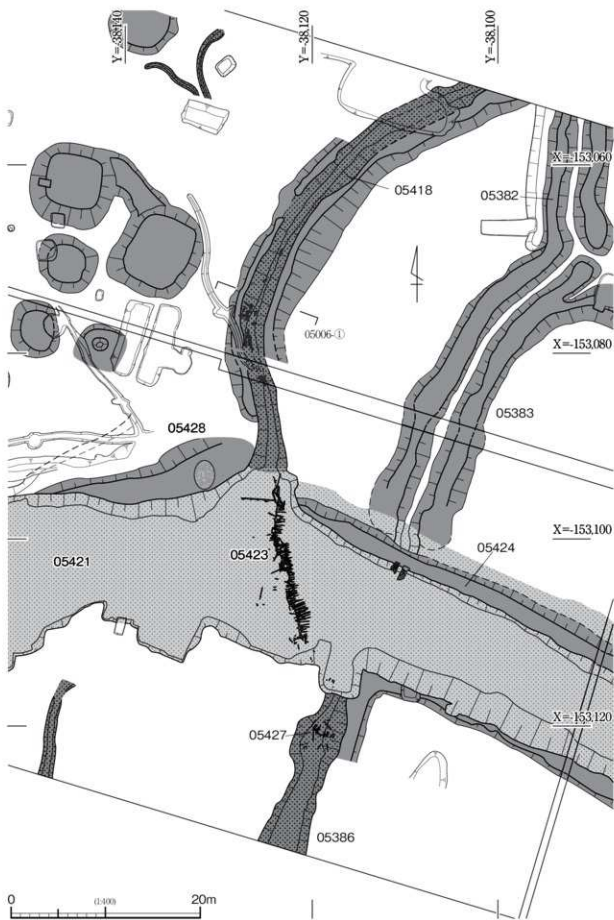 Y=-38,140
Y=-38,120
Y=-38,100
X=-153,060
05418
05382
05006-①
X=-153,080
05383
05428
X=-153,100
05423
05424
05421
X=-153,120
05427
05386
0
(1:400)
20m